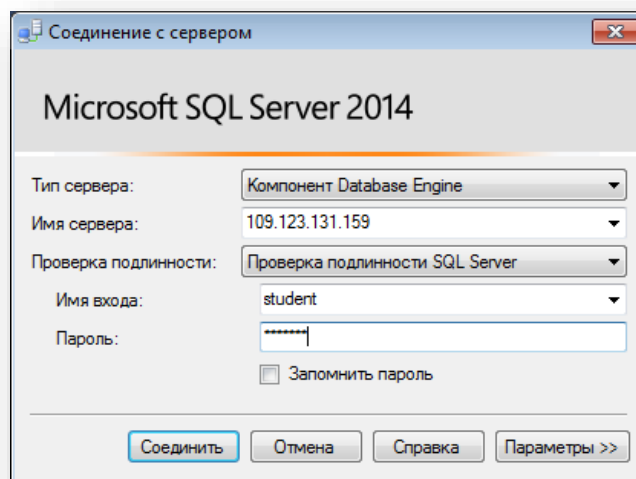 Соединение с сервером
Microsoft SQL Server 2014
Тип сервера: Компонент Database Engine
Имя сервера: 109.123.131.159
Проверка подлинности: Проверка подлинности SQL Server
Имя входа: student
Пароль: *******
Запомнить пароль
Соединить Отмена Справка Параметры >>